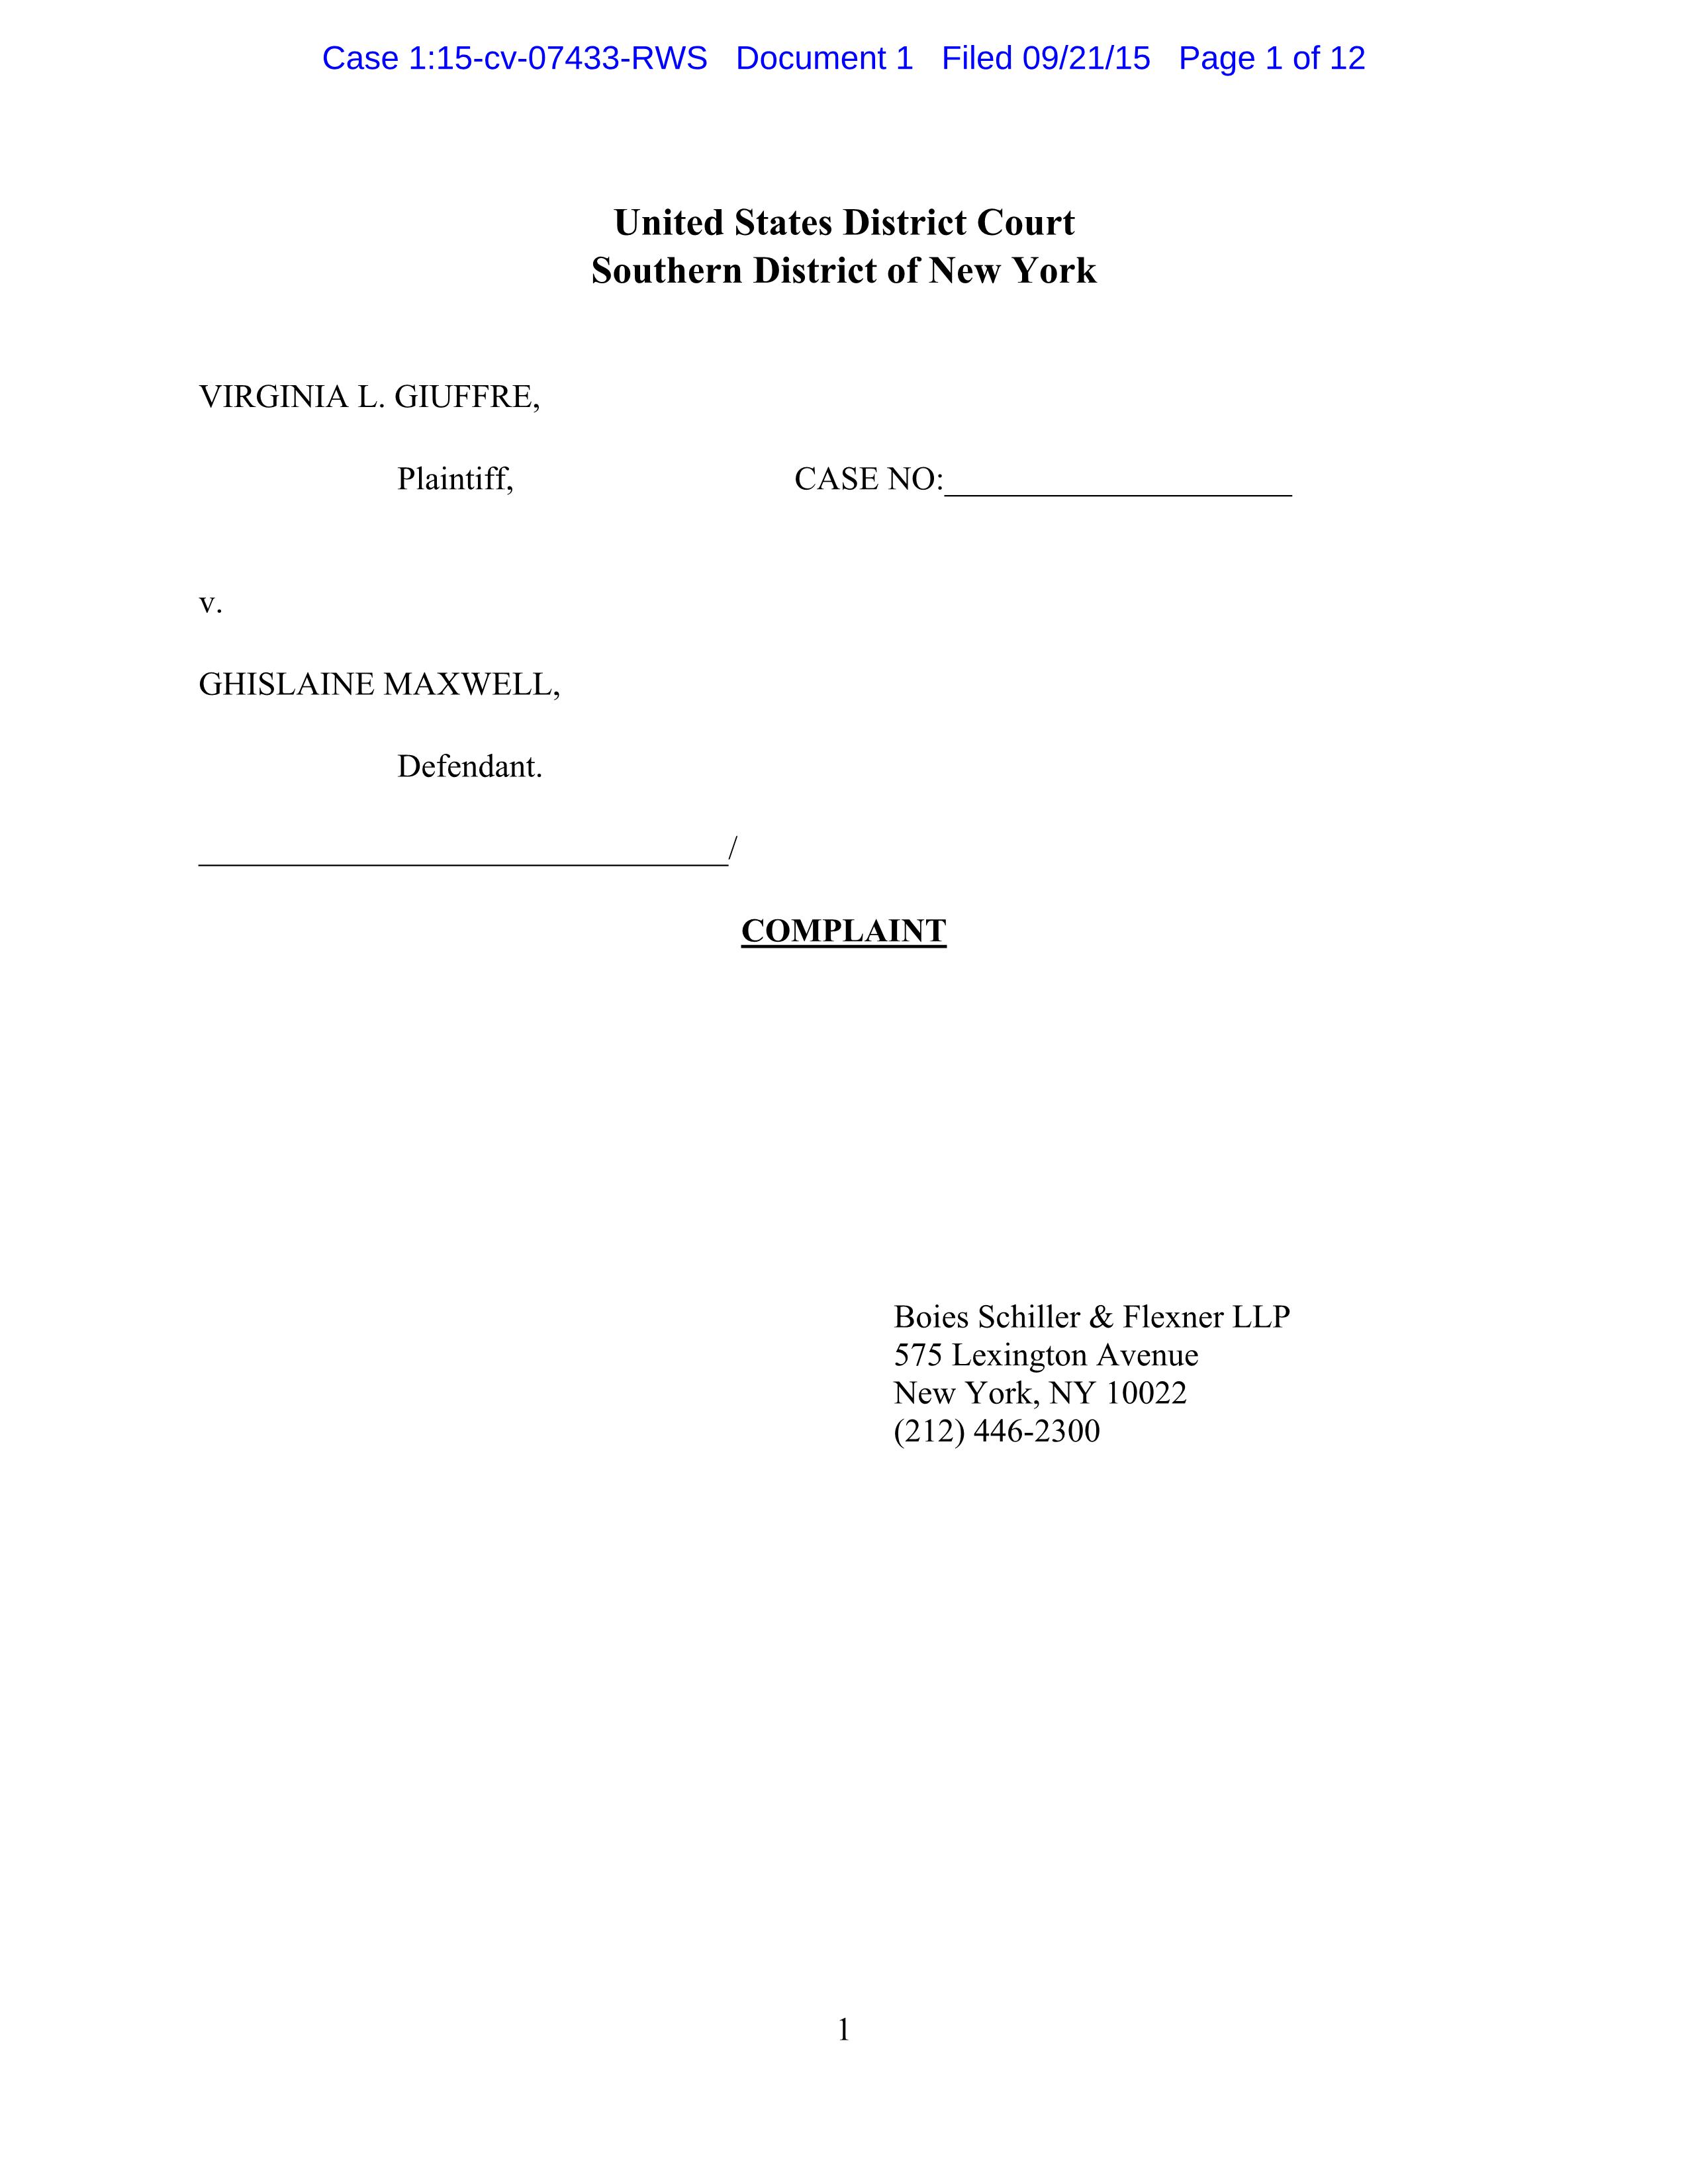 Case 1:15-cv-07433-RWS Document 1 Filed 09/21/15 Page 1 of 12
United States District Court
Southern District of New York
VIRGINIA L. GIUFFRE,
Plaintiff, CASE NO:
v.
GHISLAINE MAXWELL,
Defendant.
/
COMPLAINT
Boies Schiller & Flexner LLP
575 Lexington Avenue
New York, NY 10022
(212) 446-2300
1